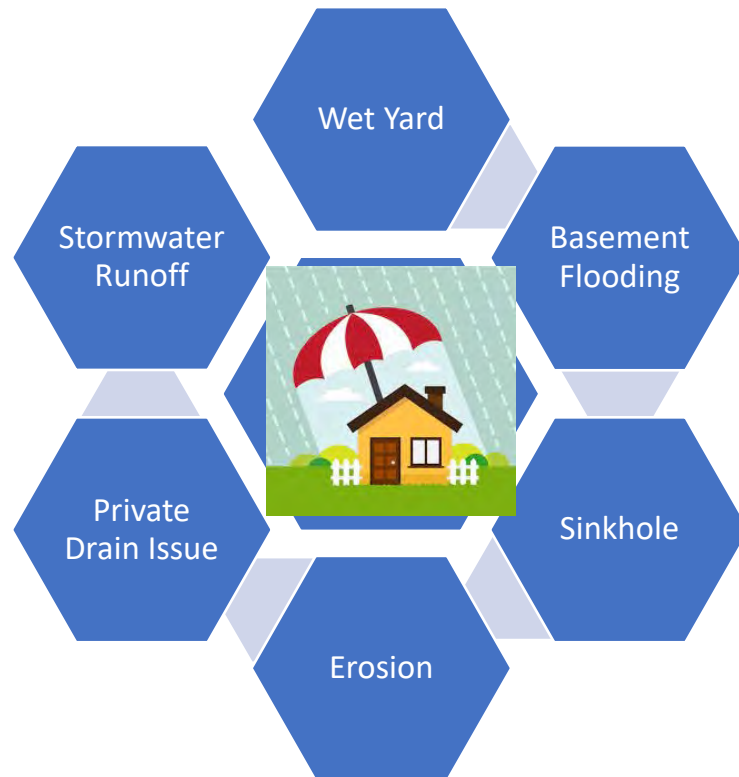 Wet Yard
Stormwater
Runoff
Basement
Flooding
Private
Drain Issue
Sinkhole
Erosion